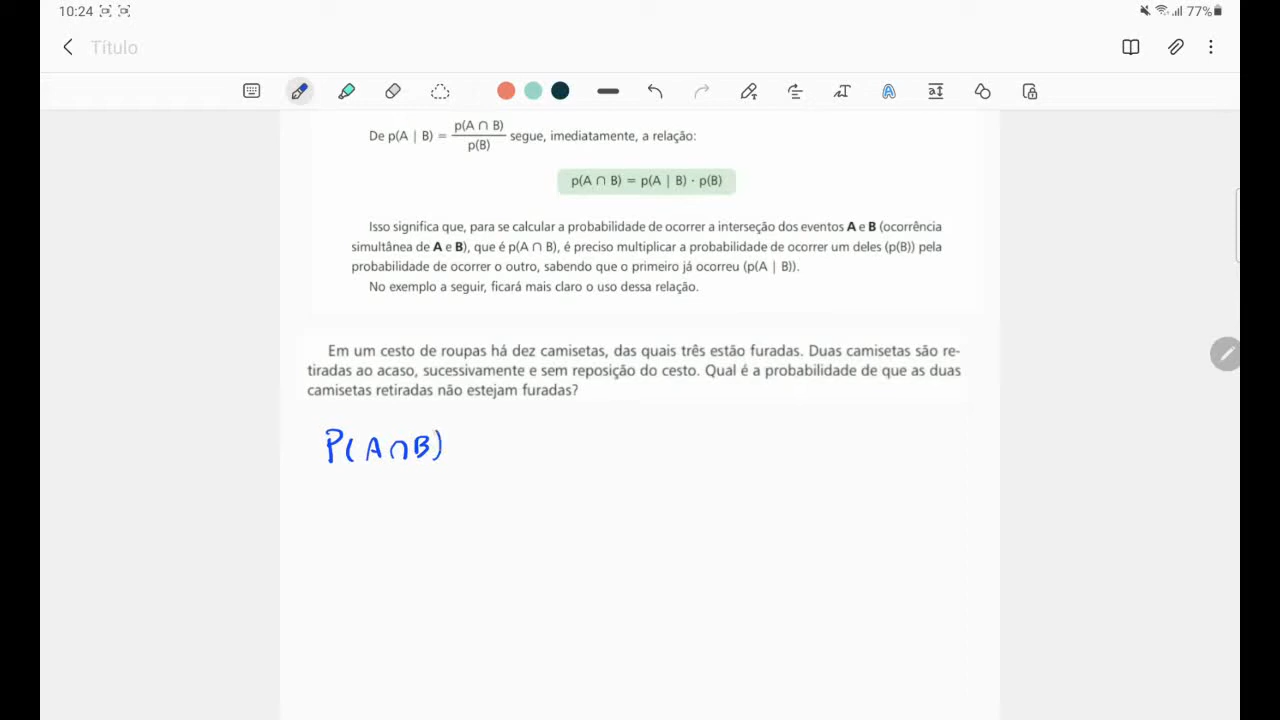 10:24 77%
Título
De p(A | B) = p(A ∩ B) / p(B) segue, imediatamente, a relação:
p(A ∩ B) = p(A | B) · p(B)
Isso significa que, para se calcular a probabilidade de ocorrer a interseção dos eventos A e B (ocorrência
simultânea de A e B), que é p(A ∩ B), é preciso multiplicar a probabilidade de ocorrer um deles (p(B)) pela
probabilidade de ocorrer o outro, sabendo que o primeiro já ocorreu (p(A | B)).
No exemplo a seguir, ficará mais claro o uso dessa relação.
Em um cesto de roupas há dez camisetas, das quais três estão furadas. Duas camisetas são re-
tiradas ao acaso, sucessivamente e sem reposição do cesto. Qual é a probabilidade de que as duas
camisetas retiradas não estejam furadas?
P(A∩B)